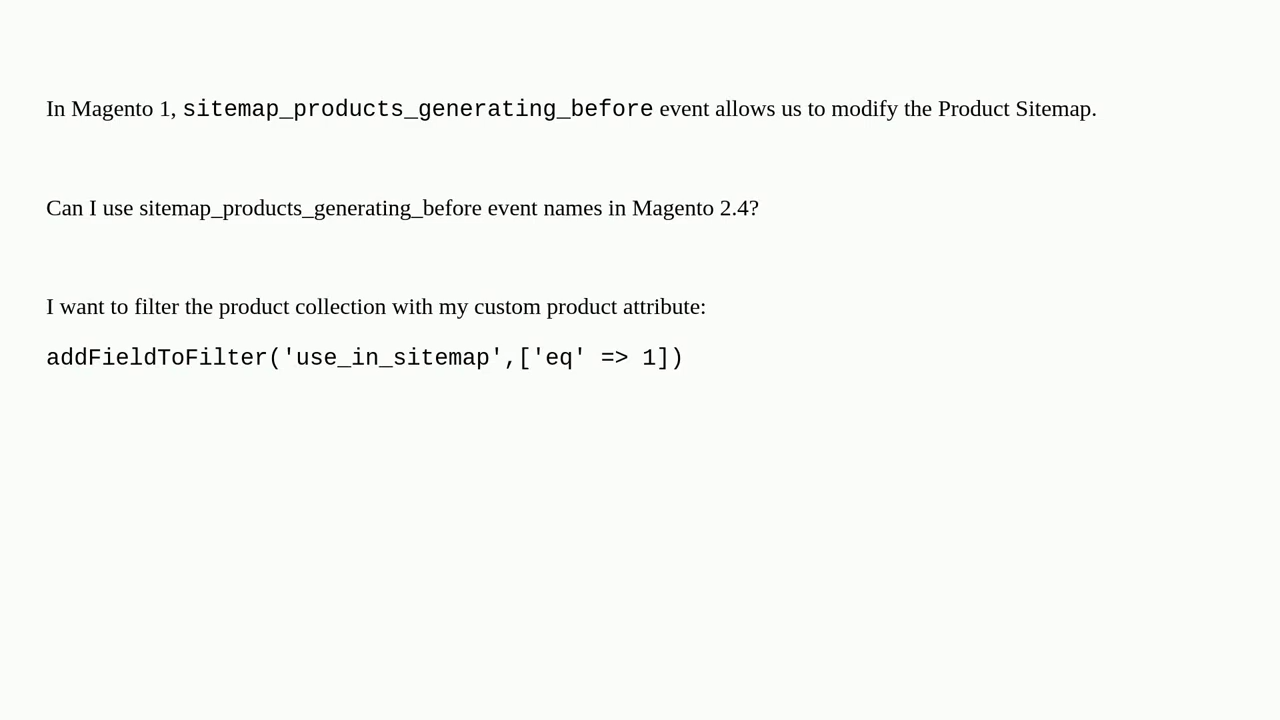 In Magento 1, sitemap_products_generating_before event allows us to modify the Product Sitemap.
Can I use sitemap_products_generating_before event names in Magento 2.4?
I want to filter the product collection with my custom product attribute:
addFieldToFilter('use_in_sitemap',['eq' => 1])